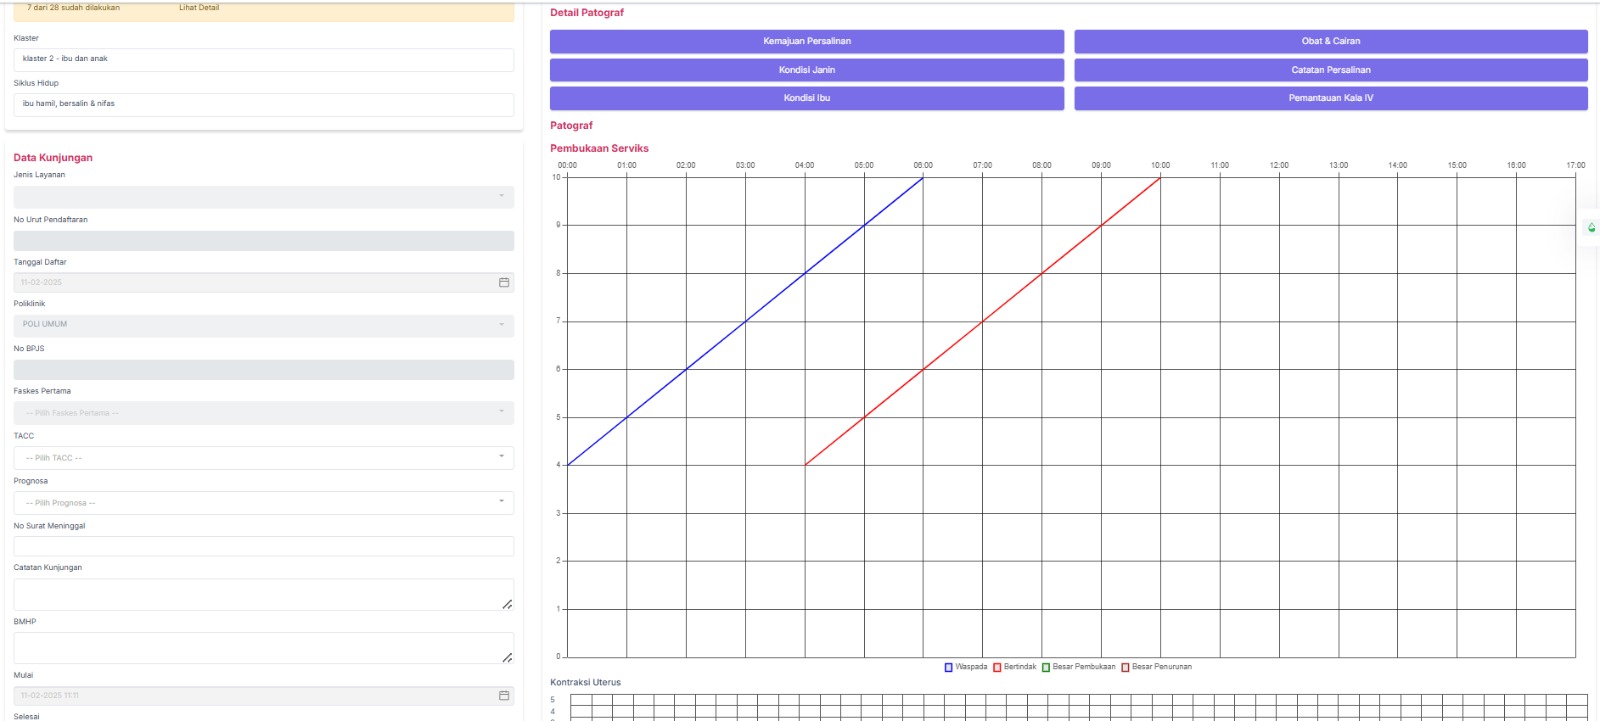 7 dari 28 sudah dilakukan Lihat Detail
Klaster
klaster 2 - ibu dan anak
Siklus Hidup
ibu hamil, bersalin & nifas
Data Kunjungan
Jenis Layanan
No Urut Pendaftaran
Tanggal Daftar
11-02-2025
Poliklinik
POLI UMUM
No BPJS
Faskes Pertama
-- Pilih Faskes Pertama --
TACC
-- Pilih TACC --
Prognosa
-- Pilih Prognosa --
No Surat Meninggal
Catatan Kunjungan
BMHP
Mulai
11-02-2025 11:11
Selesai
Detail Patograf
Kemajuan Persalinan Obat & Cairan
Kondisi Janin Catatan Persalinan
Kondisi Ibu Pemantauan Kala IV
Patograf
Pembukaan Serviks
00:00 01:00 02:00 03:00 04:00 05:00 06:00 07:00 08:00 09:00 10:00 11:00 12:00 13:00 14:00 15:00 16:00 17:00
10
9
8
7
6
5
4
3
2
1
0
Waspada Bertindak Besar Pembukaan Besar Penurunan
Kontraksi Uterus
5
4